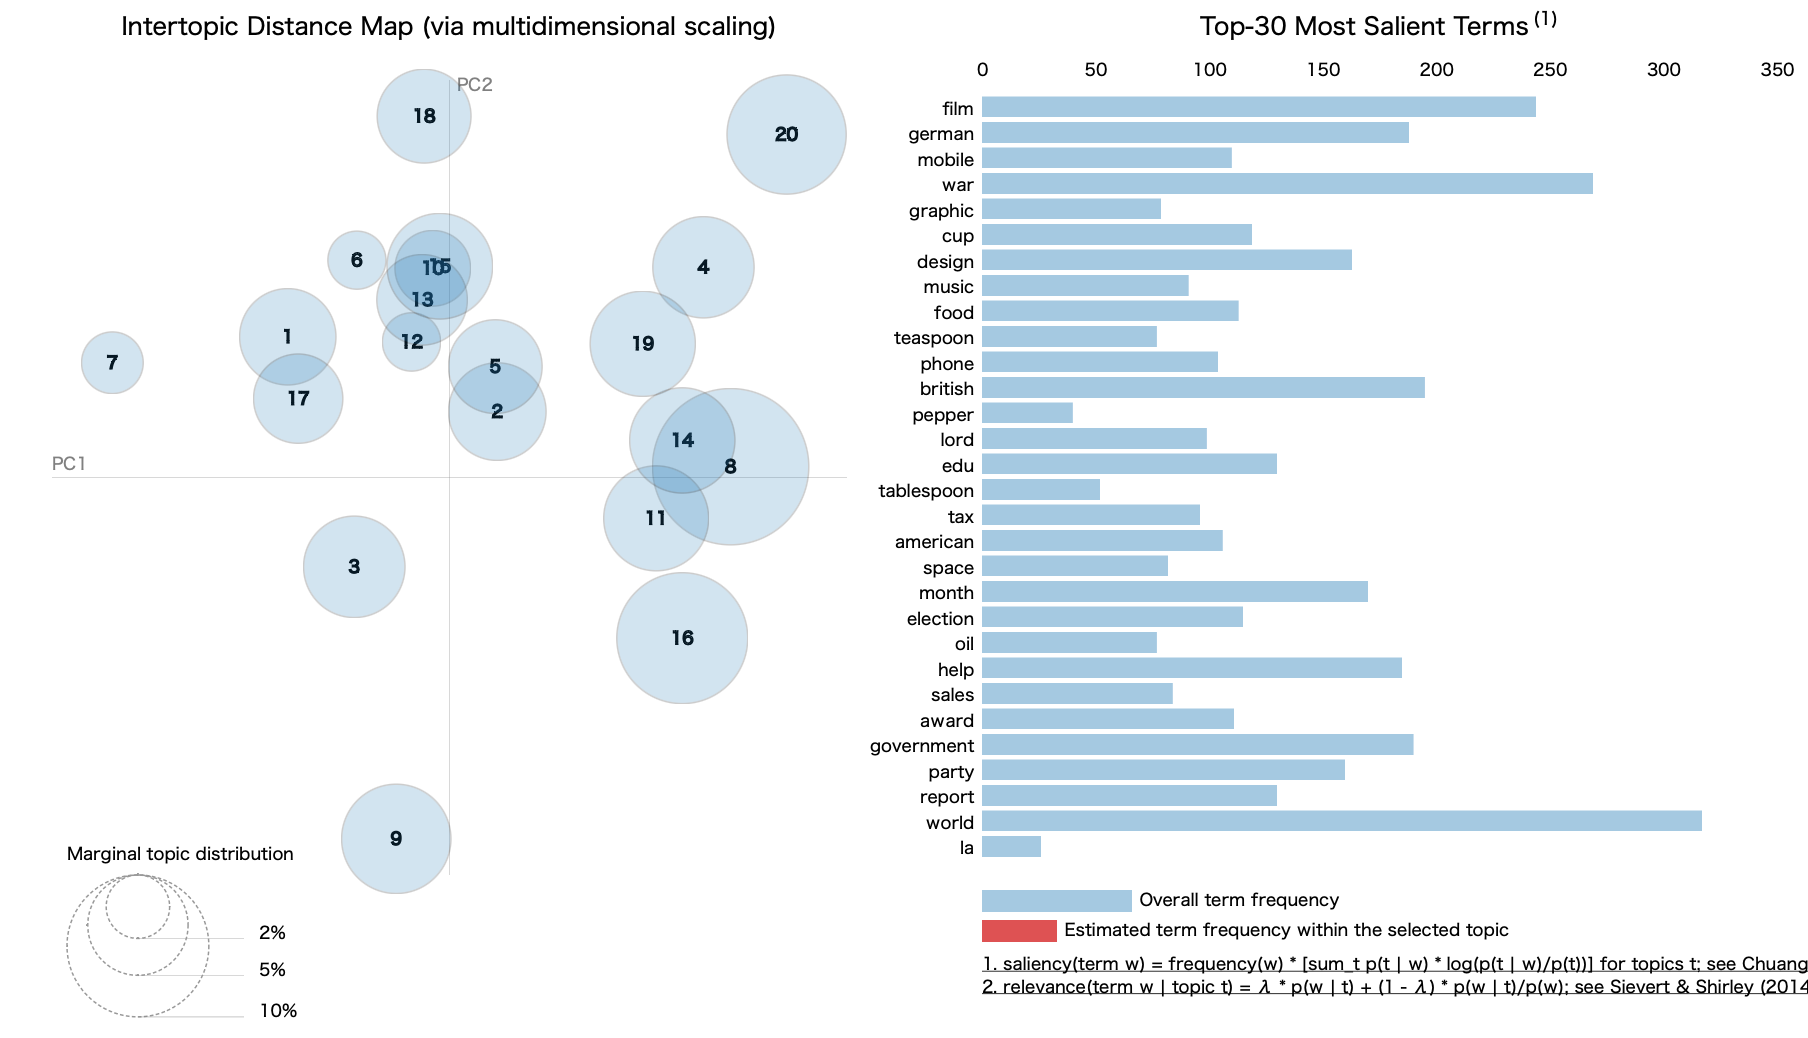 Intertopic Distance Map (via multidimensional scaling)
PC2
18
20
6
10
15
4
13
1
12
19
7
5
17
2
14
PC1
8
11
3
16
9
Marginal topic distribution
2%
5%
10%
Top-30 Most Salient Terms (1)
0 50 100 150 200 250 300 350
film
german
mobile
war
graphic
cup
design
music
food
teaspoon
phone
british
pepper
lord
edu
tablespoon
tax
american
space
month
election
oil
help
sales
award
government
party
report
world
la
Overall term frequency
Estimated term frequency within the selected topic
1. saliency(term w) = frequency(w) * [sum_t p(t | w) * log(p(t | w)/p(t))] for topics t; see Chuang
2. relevance(term w | topic t) = λ * p(w | t) + (1 - λ) * p(w | t)/p(w); see Sievert & Shirley (2014